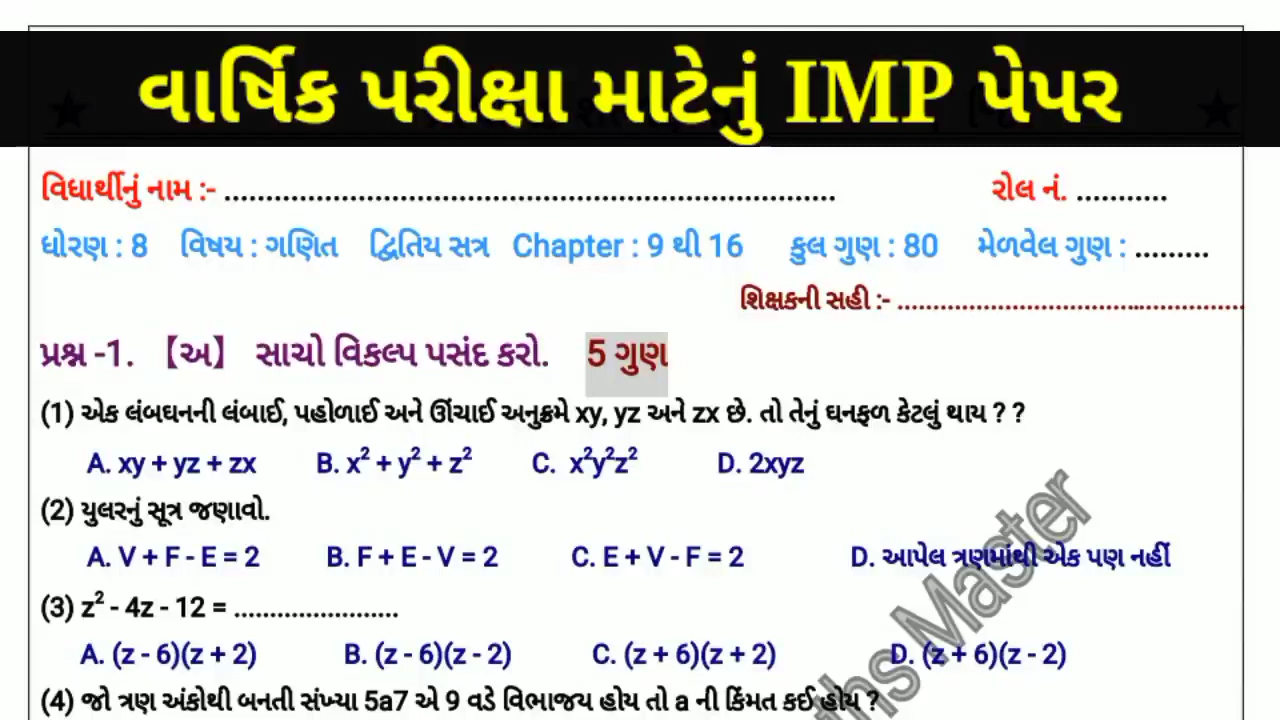 વાર્ષિક પરીક્ષા માટેનું IMP પેપર
વિધાર્થીનું નામ :- .......................................................................... રોલ નં. ...........
ધોરણ : 8 વિષય : ગણિત દ્વિતિય સત્ર Chapter : 9 થી 16 કુલ ગુણ : 80 મેળવેલ ગુણ : .........
શિક્ષકની સહી :- ..........................................
પ્રશ્ન -1. 【અ】 સાચો વિકલ્પ પસંદ કરો. 5 ગુણ
(1) એક લંબઘનની લંબાઈ, પહોળાઈ અને ઊંચાઈ અનુક્રમે xy, yz અને zx છે. તો તેનું ઘનફળ કેટલું થાય ? ?
A. xy + yz + zx B. x² + y² + z² C. x²y²z² D. 2xyz
(2) યુલરનું સૂત્ર જણાવો.
A. V + F - E = 2 B. F + E - V = 2 C. E + V - F = 2 D. આપેલ ત્રણમાંથી એક પણ નહીં
(3) z² - 4z - 12 = ......................
A. (z - 6)(z + 2) B. (z - 6)(z - 2) C. (z + 6)(z + 2) D. (z + 6)(z - 2)
(4) જો ત્રણ અંકોથી બનતી સંખ્યા 5a7 એ 9 વડે વિભાજ્ય હોય તો a ની કિંમત કઈ હોય ?
Master